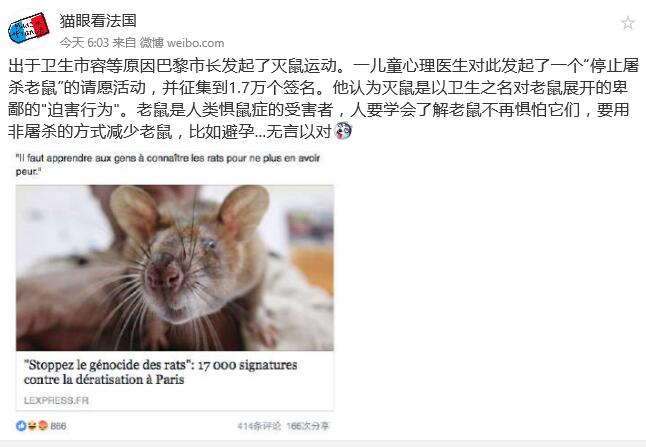 猫眼看法国
今天 6:03 来自 微博 weibo.com
出于卫生市容等原因巴黎市长发起了灭鼠运动。一儿童心理医生对此发起了一个“停止屠
杀老鼠”的请愿活动，并征集到1.7万个签名。他认为灭鼠是以卫生之名对老鼠展开的卑
鄙的"迫害行为"。老鼠是人类惧鼠症的受害者，人要学会了解老鼠不再惧怕它们，要用
非屠杀的方式减少老鼠，比如避孕...无言以对
"Il faut apprendre aux gens à connaître les rats pour ne plus en avoir
peur."
"Stoppez le génocide des rats": 17 000 signatures
contre la dératisation à Paris
LEXPRESS.FR
866
414条评论 166次分享